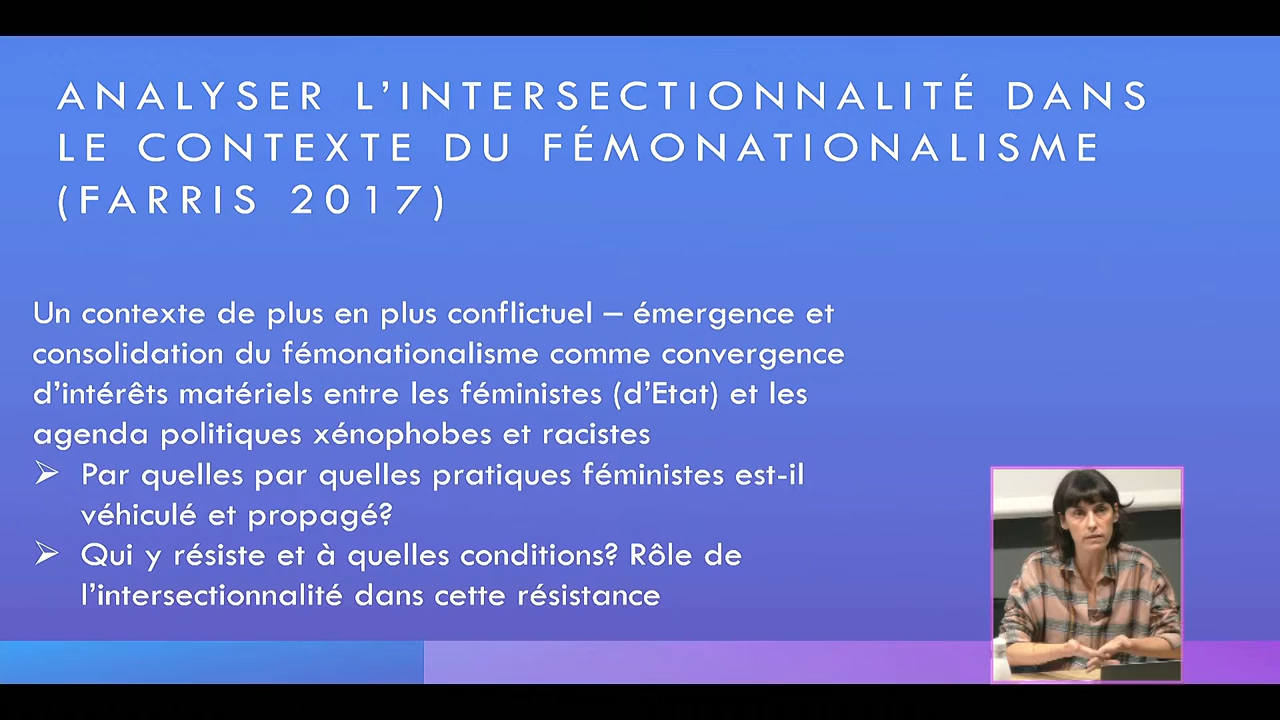 ANALYSER L’INTERSECTIONNALITÉ DANS
LE CONTEXTE DU FÉMONATIONALISME
(FARRIS 2017)
Un contexte de plus en plus conflictuel – émergence et
consolidation du fémonationalisme comme convergence
d’intérêts matériels entre les féministes (d’Etat) et les
agenda politiques xénophobes et racistes
➢ Par quelles par quelles pratiques féministes est-il
véhiculé et propagé?
➢ Qui y résiste et à quelles conditions? Rôle de
l’intersectionnalité dans cette résistance